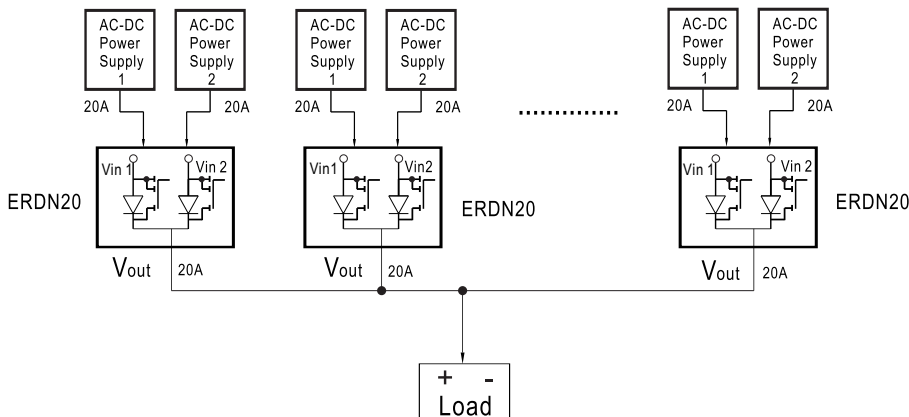 AC-DC
Power
Supply
1
AC-DC
Power
Supply
2
AC-DC
Power
Supply
1
AC-DC
Power
Supply
2
AC-DC
Power
Supply
1
AC-DC
Power
Supply
2
20A 20A 20A 20A 20A 20A
Vin 1 Vin 2 Vin1 Vin2 Vin 1 Vin 2
ERDN20 ERDN20 ERDN20
Vout 20A Vout 20A Vout 20A
+ -
Load